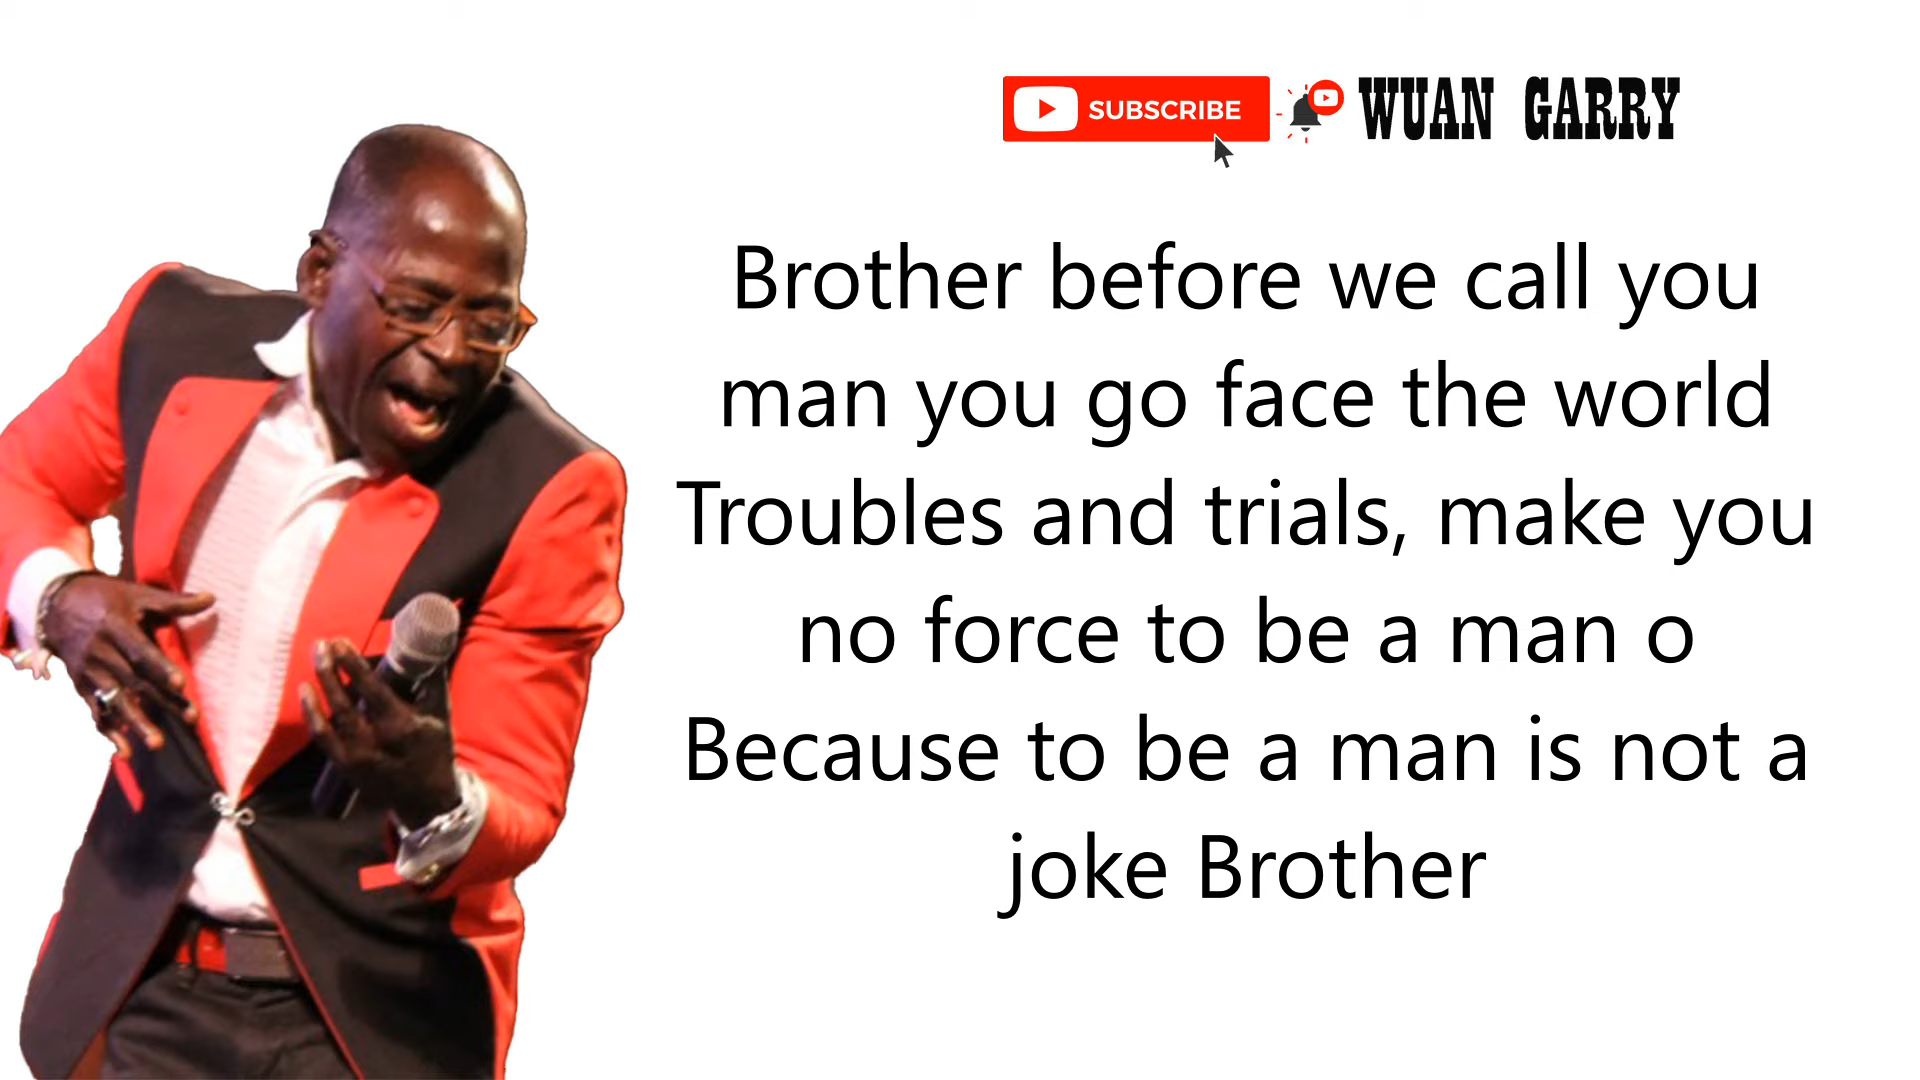 SUBSCRIBE WUAN GARRY
Brother before we call you
man you go face the world
Troubles and trials, make you
no force to be a man o
Because to be a man is not a
joke Brother